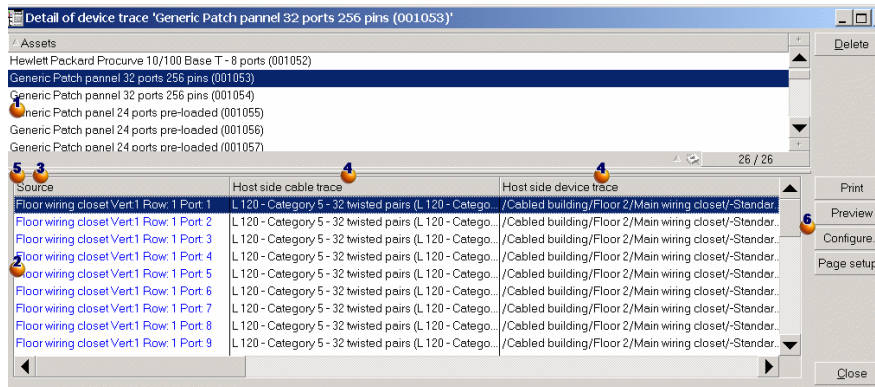 Detail of device trace 'Generic Patch pannel 32 ports 256 pins (001053)'
Assets
Delete
Hewlett Packard Procurve 10/100 Base T - 8 ports (001052)
Generic Patch pannel 32 ports 256 pins (001053)
Generic Patch pannel 32 ports 256 pins (001054)
1
neric Patch panel 24 ports pre-loaded (001055)
Generic Patch panel 24 ports pre-loaded (001056)
Generic Patch panel 24 ports pre-loaded (001057)
26 / 26
5 3 4 4
Source Host side cable trace Host side device trace
Print
Floor wiring closet Vert:1 Row: 1 Port: 1 L 120 - Category 5 - 32 twisted pairs (L 120 - Catego... /Cabled building/Floor 2/Main wiring closet/-Standar..
Preview
Floor wiring closet Vert:1 Row: 1 Port: 2 L 120 - Category 5 - 32 twisted pairs (L 120 - Catego... /Cabled building/Floor 2/Main wiring closet/-Standar..
6
Floor wiring closet Vert:1 Row: 1 Port: 3 L 120 - Category 5 - 32 twisted pairs (L 120 - Catego... /Cabled building/Floor 2/Main wiring closet/-Standar..
Configure.
Floor wiring closet Vert:1 Row: 1 Port: 4 L 120 - Category 5 - 32 twisted pairs (L 120 - Catego... /Cabled building/Floor 2/Main wiring closet/-Standar..
2
Page setup
Floor wiring closet Vert:1 Row: 1 Port: 5 L 120 - Category 5 - 32 twisted pairs (L 120 - Catego... /Cabled building/Floor 2/Main wiring closet/-Standar..
Floor wiring closet Vert:1 Row: 1 Port: 6 L 120 - Category 5 - 32 twisted pairs (L 120 - Catego... /Cabled building/Floor 2/Main wiring closet/-Standar..
Floor wiring closet Vert:1 Row: 1 Port: 7 L 120 - Category 5 - 32 twisted pairs (L 120 - Catego... /Cabled building/Floor 2/Main wiring closet/-Standar..
Floor wiring closet Vert:1 Row: 1 Port: 8 L 120 - Category 5 - 32 twisted pairs (L 120 - Catego... /Cabled building/Floor 2/Main wiring closet/-Standar..
Floor wiring closet Vert:1 Row: 1 Port: 9 L 120 - Category 5 - 32 twisted pairs (L 120 - Catego... /Cabled building/Floor 2/Main wiring closet/-Standar..
Close